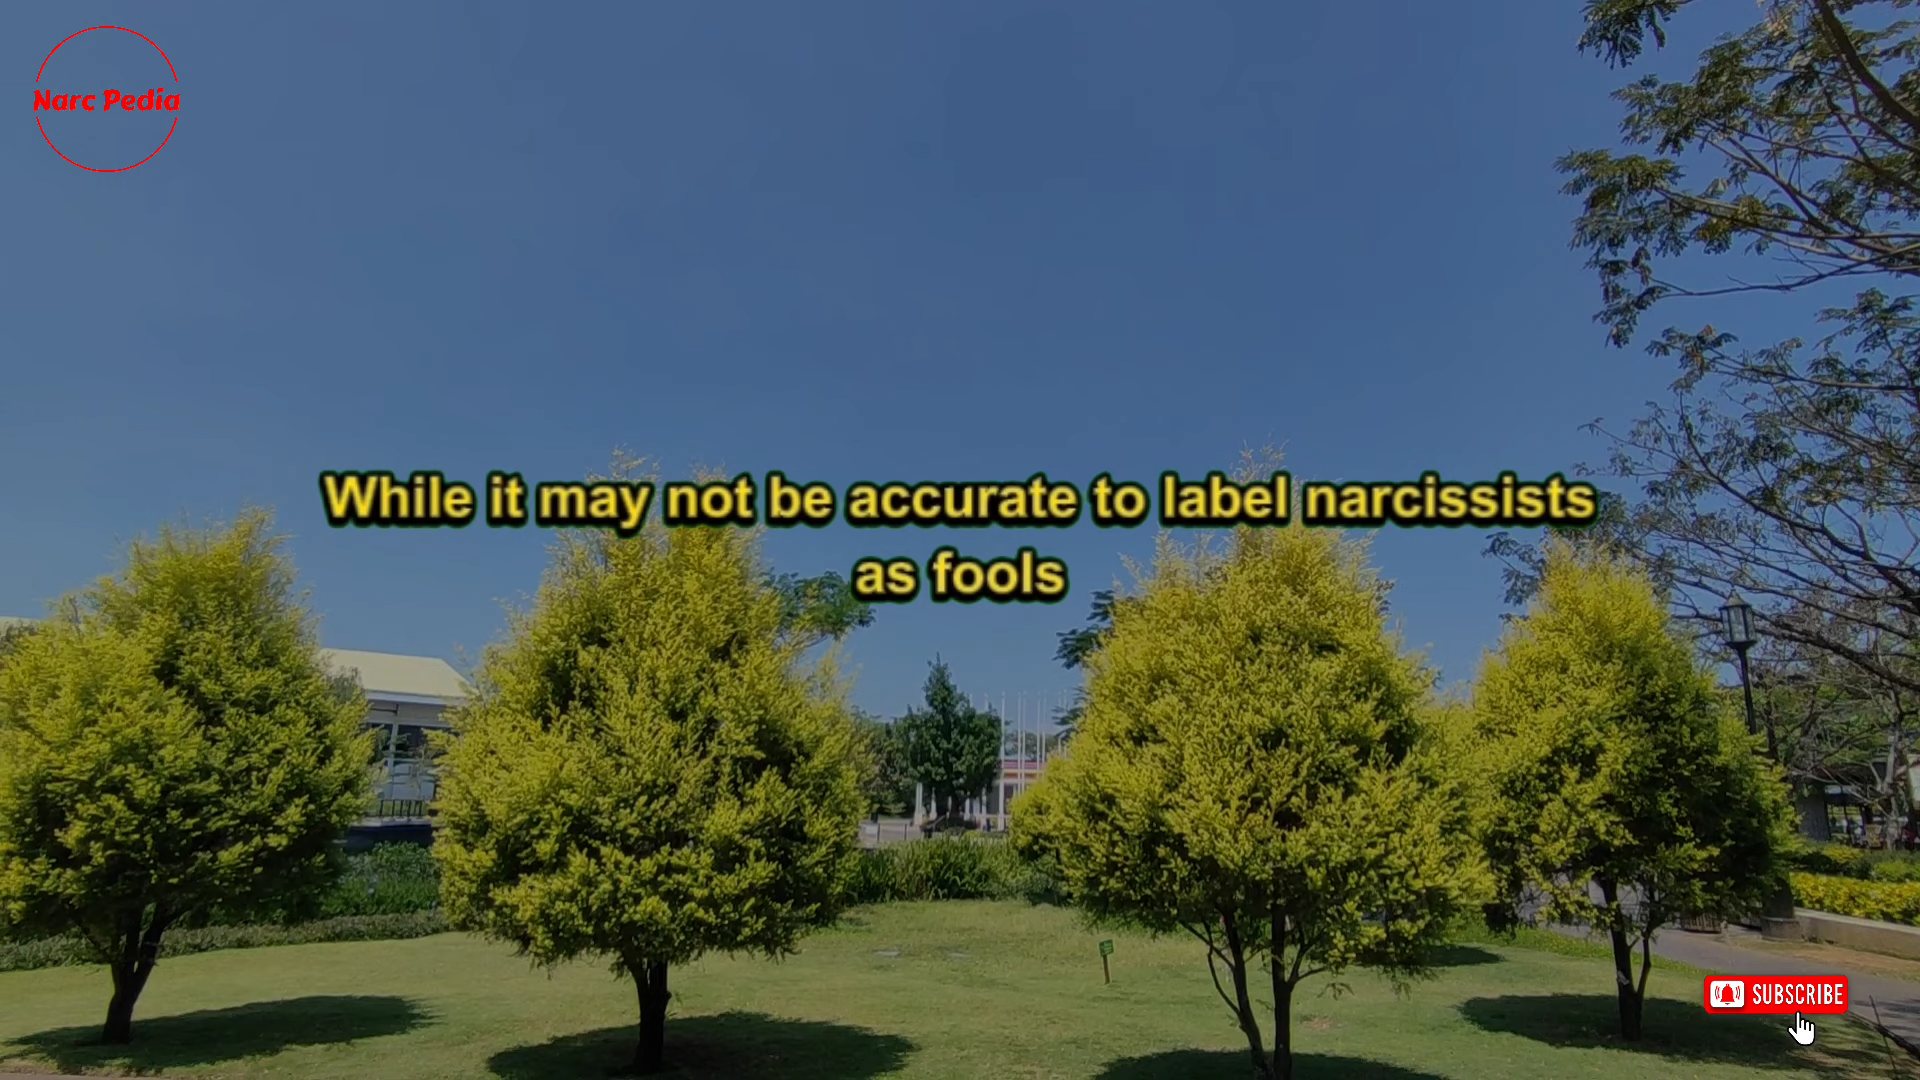 Narc Pedia
While it may not be accurate to label narcissists
as fools
SUBSCRIBE